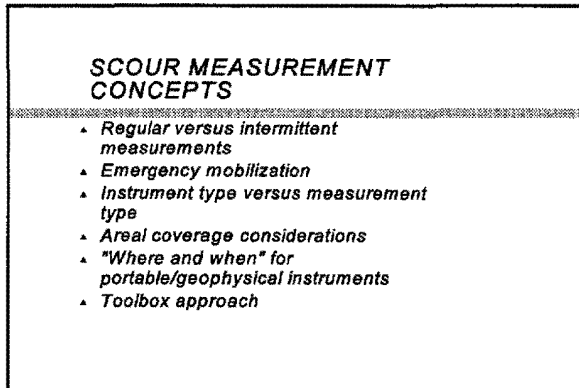 SCOUR MEASUREMENT
CONCEPTS
▲ Regular versus intermittent
measurements
▲ Emergency mobilization
▲ Instrument type versus measurement
type
▲ Areal coverage considerations
▲ "Where and when" for
portable/geophysical instruments
▲ Toolbox approach